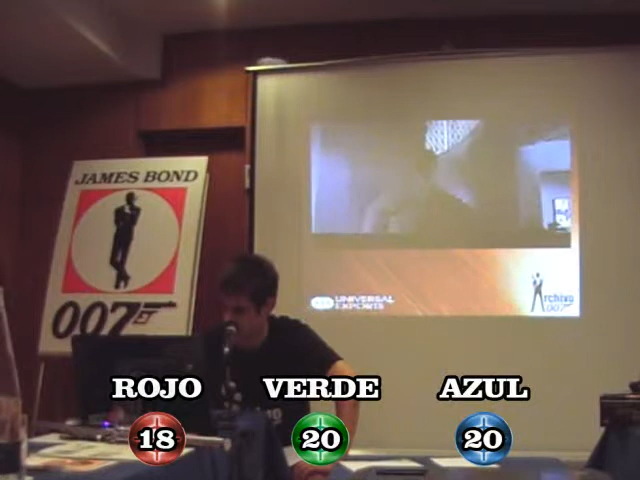 JAMES BOND
007
UNIVERSAL
EXPORTS
Archivo
007
ROJO VERDE AZUL
18 20 20